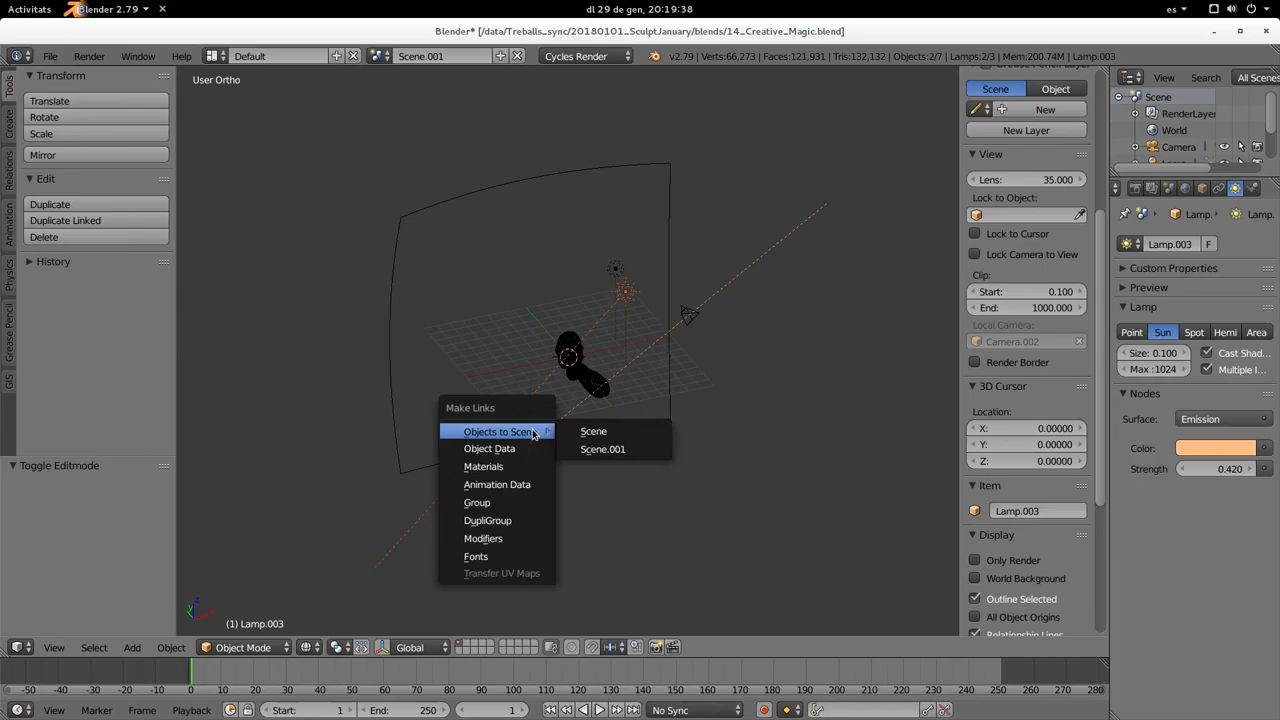 Activitats Blender 2.79 dl 29 de gen, 20:19:38 es
Blender* [/data/Treballs_sync/20180101_SculptJanuary/blends/14_Creative_Magic.blend]
File Render Window Help Default Scene.001 Cycles Render v2.79 | Verts:66,273 | Faces:121,931 | Tris:132,132 | Objects:2/7 | Lamps:2/3 | Mem:200.74M | Lamp.003
Tools
Create
Relations
Animation
Physics
Grease Pencil
GIS
Transform
Translate
Rotate
Scale
Mirror
Edit
Duplicate
Duplicate Linked
Delete
History
Toggle Editmode
User Ortho
Make Links
Objects to Scen
Object Data
Materials
Animation Data
Group
DupliGroup
Modifiers
Fonts
Transfer UV Maps
Scene
Scene.001
(1) Lamp.003
Scene Object
New
New Layer
View
Lens: 35.000
Lock to Object:
Lock to Cursor
Lock Camera to View
Clip:
Start: 0.100
End: 1000.000
Local Camera:
Camera.002
Render Border
3D Cursor
Location:
X: 0.00000
Y: 0.00000
Z: 0.00000
Item
Lamp.003
Display
Only Render
World Background
Outline Selected
All Object Origins
Relationship Lines
View Search All Scenes
Scene
RenderLayer
World
Camera
Lamp. Lamp.
Lamp.003 F
Custom Properties
Preview
Lamp
Point Sun Spot Hemi Area
Size: 0.100 Cast Shad...
Max :1024 Multiple I...
Nodes
Surface: Emission
Color:
Strength 0.420
View Select Add Object Object Mode Global
-50 -40 -30 -20 -10 0 10 20 30 40 50 60 70 80 90 100 110 120 130 140 150 160 170 180 190 200 210 220 230 240 250 260 270 280
View Marker Frame Playback Start: 1 End: 250 1 No Sync